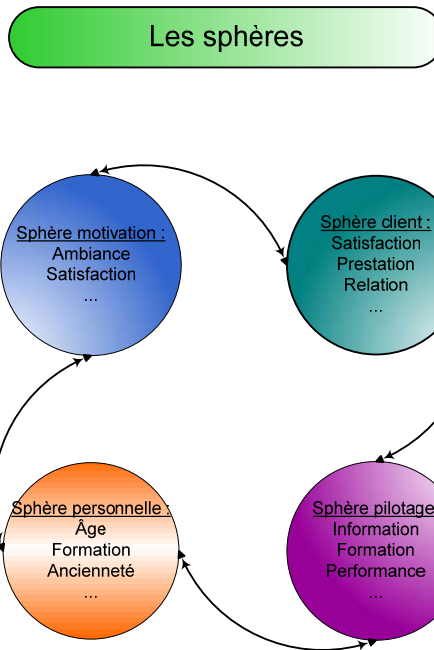 Les sphères
Sphère motivation :
Ambiance
Satisfaction
...
Sphère client :
Satisfaction
Prestation
Relation
...
Sphère personnelle :
Âge
Formation
Ancienneté
...
Sphère pilotage
Information
Formation
Performance
...